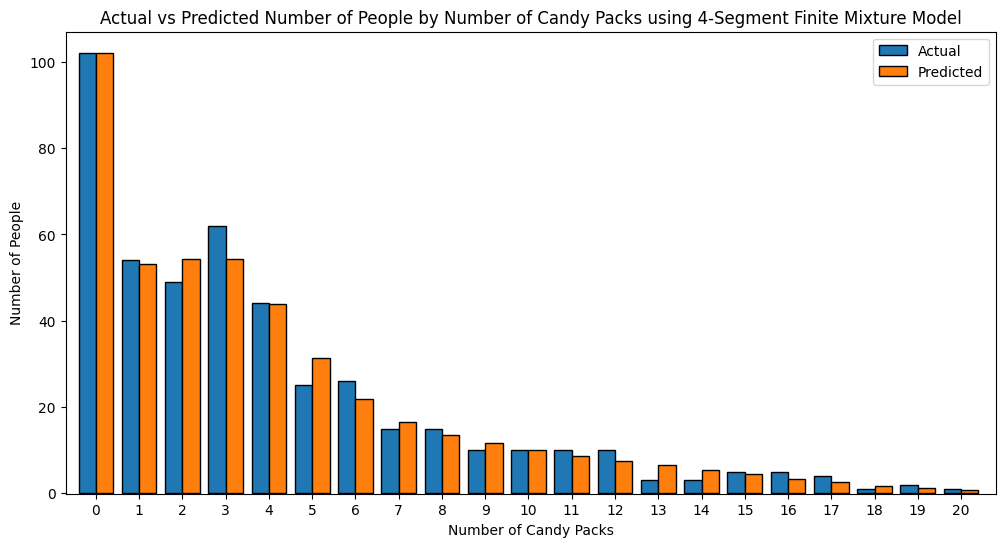 Actual vs Predicted Number of People by Number of Candy Packs using 4-Segment Finite Mixture Model
Actual
Predicted
Number of People
100
80
60
40
20
0
0 1 2 3 4 5 6 7 8 9 10 11 12 13 14 15 16 17 18 19 20
Number of Candy Packs